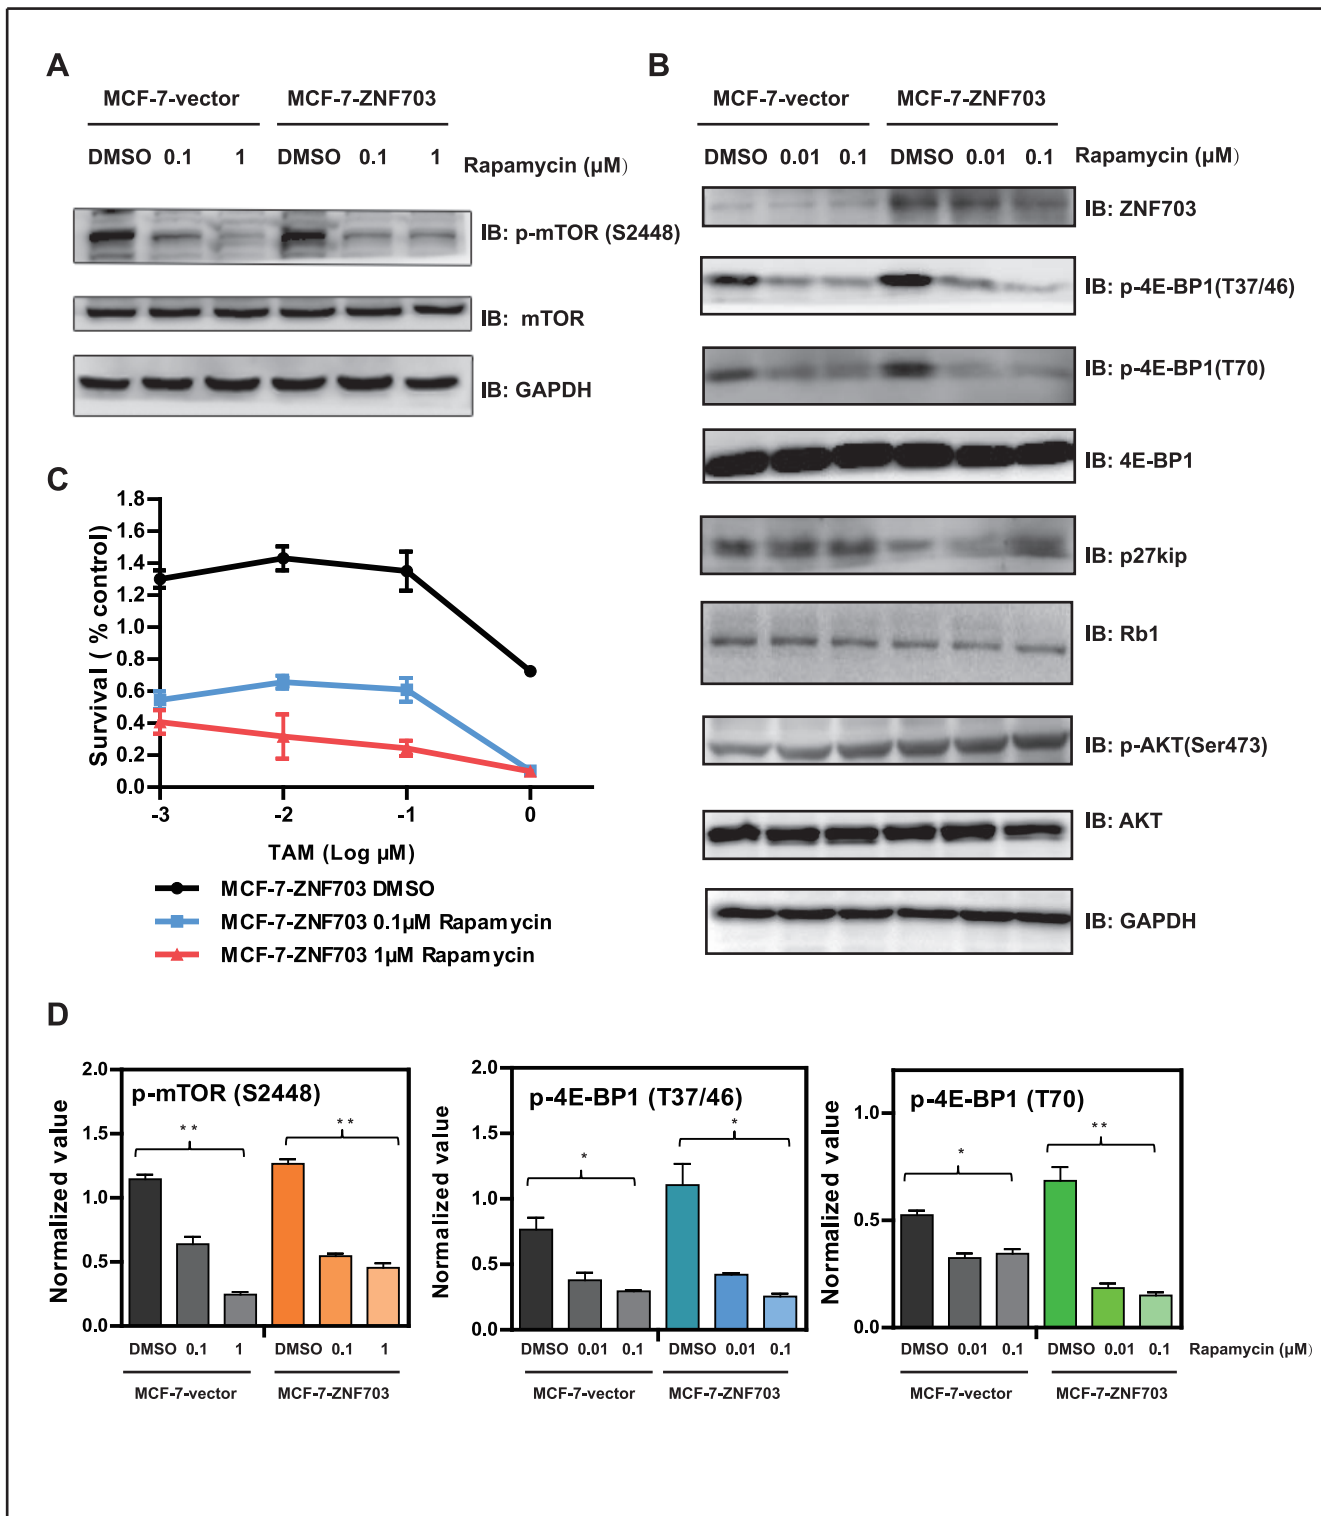 A
MCF-7-vector MCF-7-ZNF703
DMSO 0.1 1 DMSO 0.1 1 Rapamycin (µM)
IB: p-mTOR (S2448)
IB: mTOR
IB: GAPDH
B
MCF-7-vector MCF-7-ZNF703
DMSO 0.01 0.1 DMSO 0.01 0.1 Rapamycin (µM)
IB: ZNF703
IB: p-4E-BP1(T37/46)
IB: p-4E-BP1(T70)
IB: 4E-BP1
IB: p27kip
IB: Rb1
IB: p-AKT(Ser473)
IB: AKT
IB: GAPDH
C
Survival ( % control)
1.8
1.6
1.4
1.2
1.0
0.8
0.6
0.4
0.2
0.0
-3 -2 -1 0
TAM (Log µM)
MCF-7-ZNF703 DMSO
MCF-7-ZNF703 0.1µM Rapamycin
MCF-7-ZNF703 1µM Rapamycin
D
Normalized value
2.0
1.5
1.0
0.5
0.0
p-mTOR (S2448)
** **
DMSO 0.1 1 DMSO 0.1 1
MCF-7-vector MCF-7-ZNF703
Normalized value
2.0
1.5
1.0
0.5
0.0
p-4E-BP1 (T37/46)
* *
DMSO 0.01 0.1 DMSO 0.01 0.1
MCF-7-vector MCF-7-ZNF703
Normalized value
1.0
0.5
0.0
p-4E-BP1 (T70)
* **
DMSO 0.01 0.1 DMSO 0.01 0.1 Rapamycin (µM)
MCF-7-vector MCF-7-ZNF703